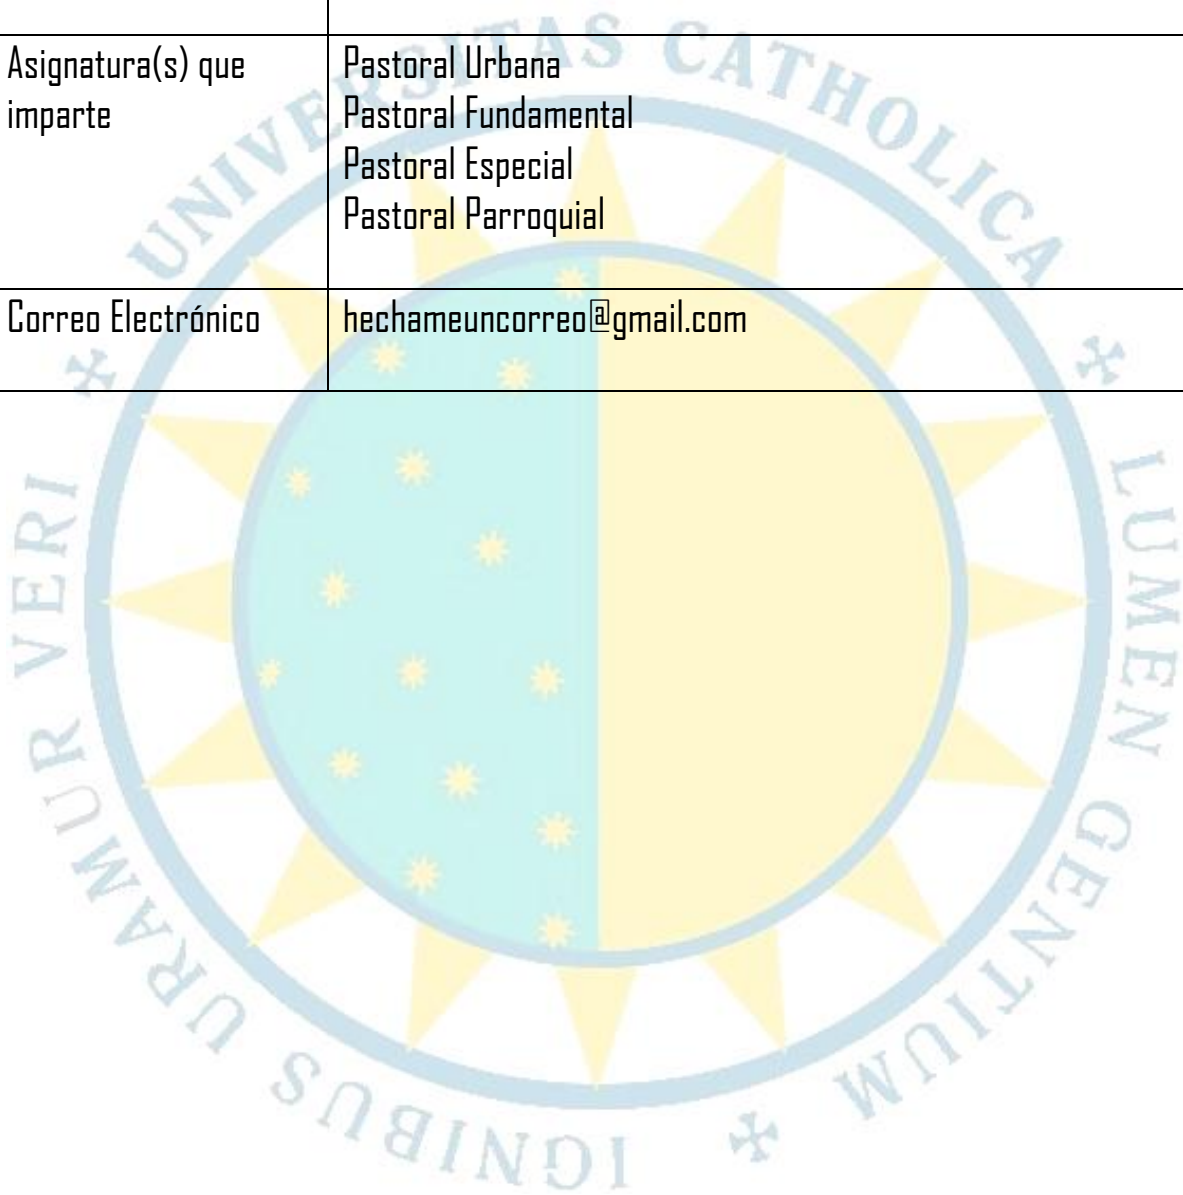 Asignatura(s) que
imparte
Pastoral Urbana
Pastoral Fundamental
Pastoral Especial
Pastoral Parroquial
Correo Electrónico
hechameuncorreo@gmail.com
UNIVERSITAS CATHOLICA
LUMEN GENTIUM
IGNIBUS URAMUR VERI